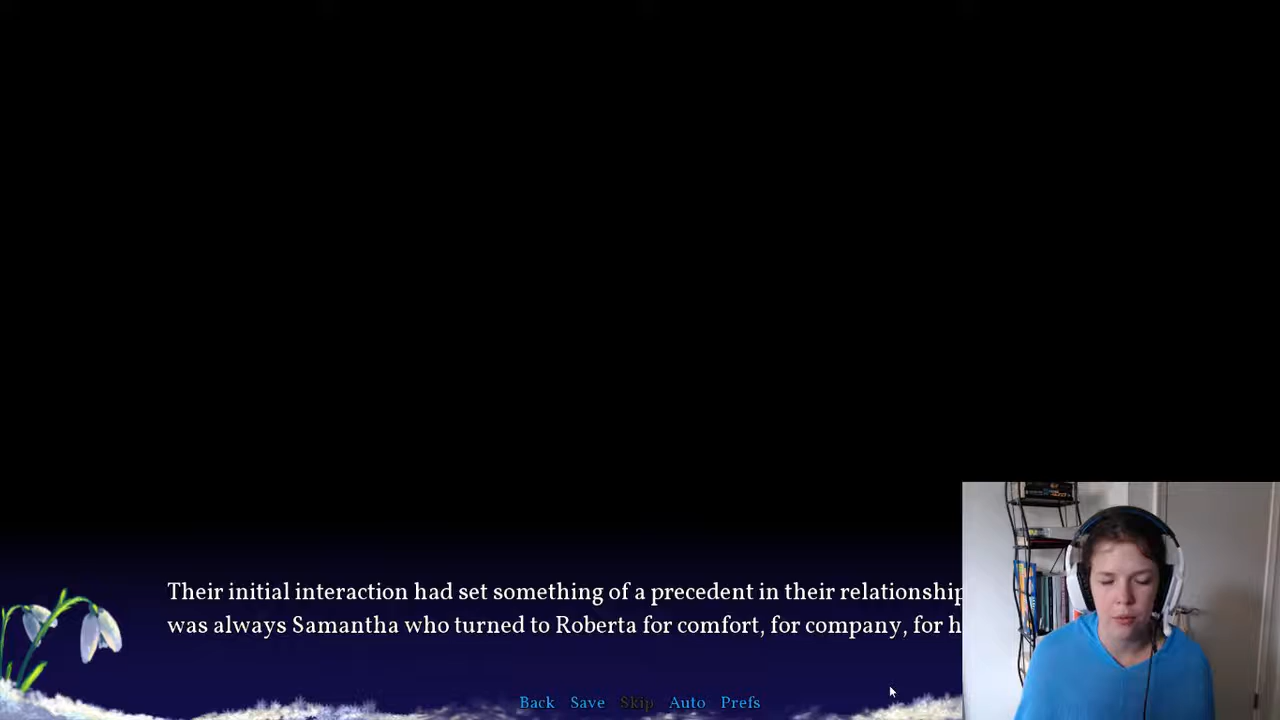 Their initial interaction had set something of a precedent in their relationship
was always Samantha who turned to Roberta for comfort, for company, for
Back Save Skip Auto Prefs